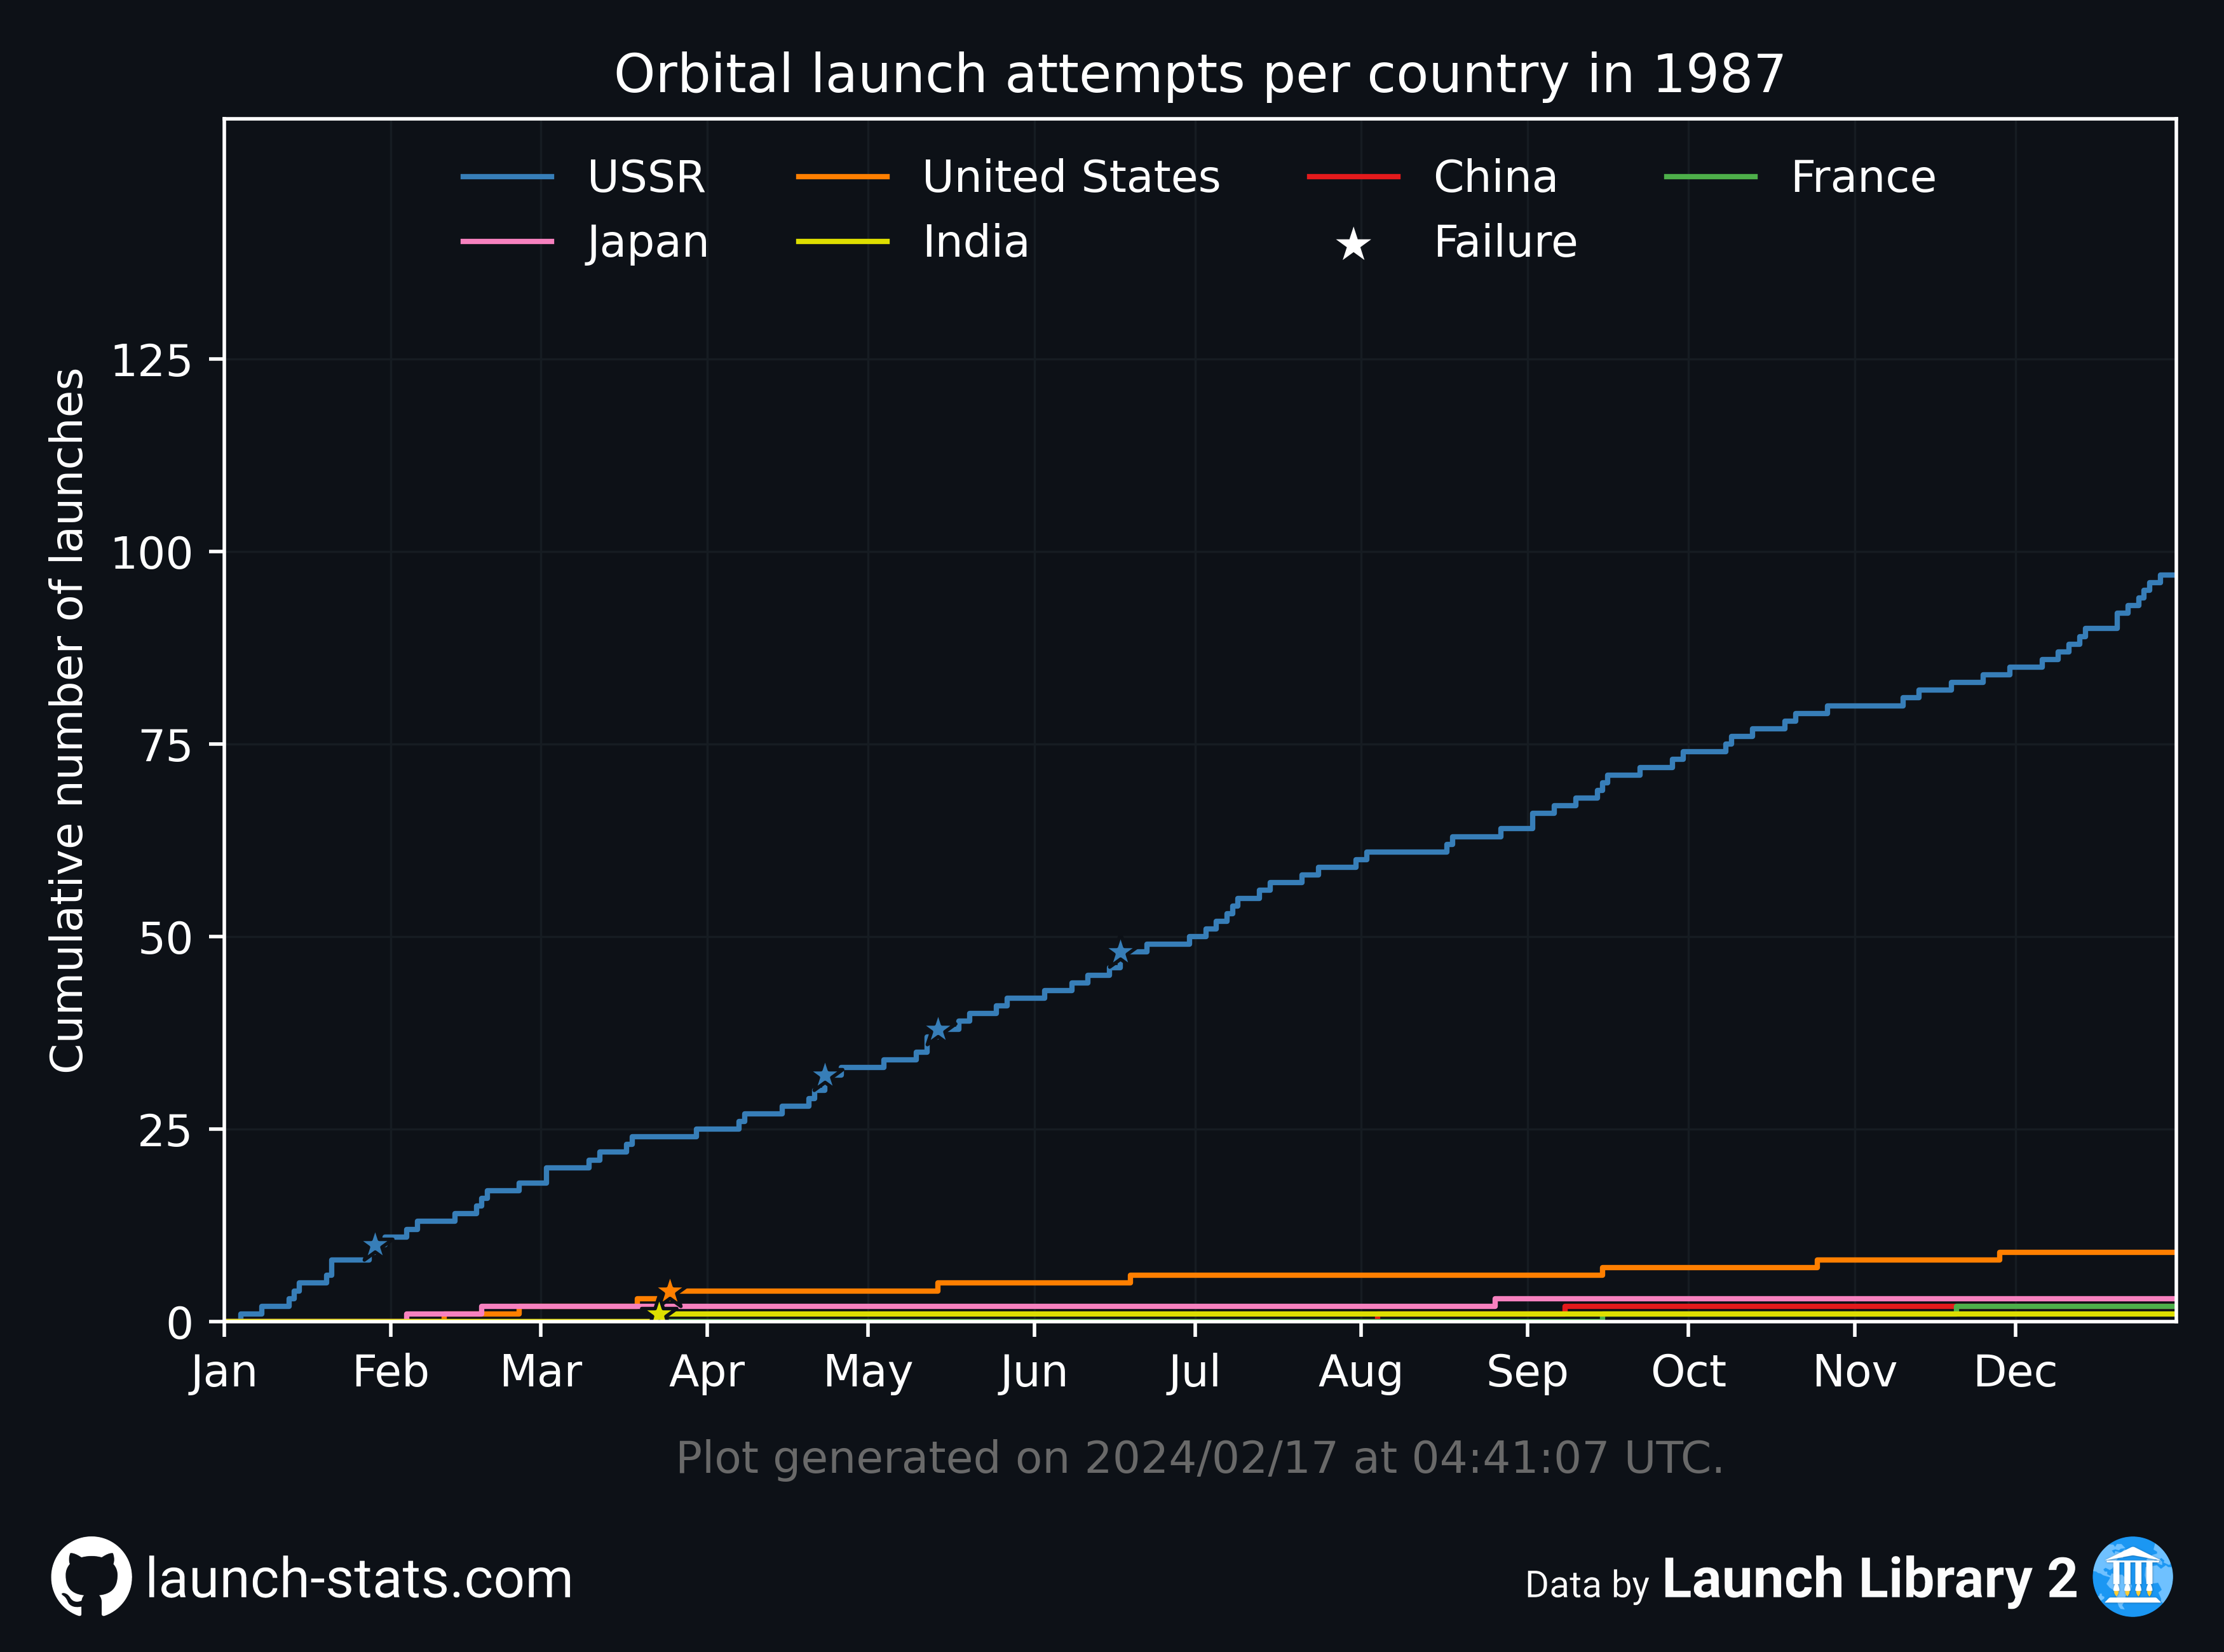 Orbital launch attempts per country in 1987
USSR United States China France
Japan India Failure
Cumulative number of launches
125
100
75
50
25
0
Jan Feb Mar Apr May Jun Jul Aug Sep Oct Nov Dec
Plot generated on 2024/02/17 at 04:41:07 UTC.
launch-stats.com
Data by Launch Library 2